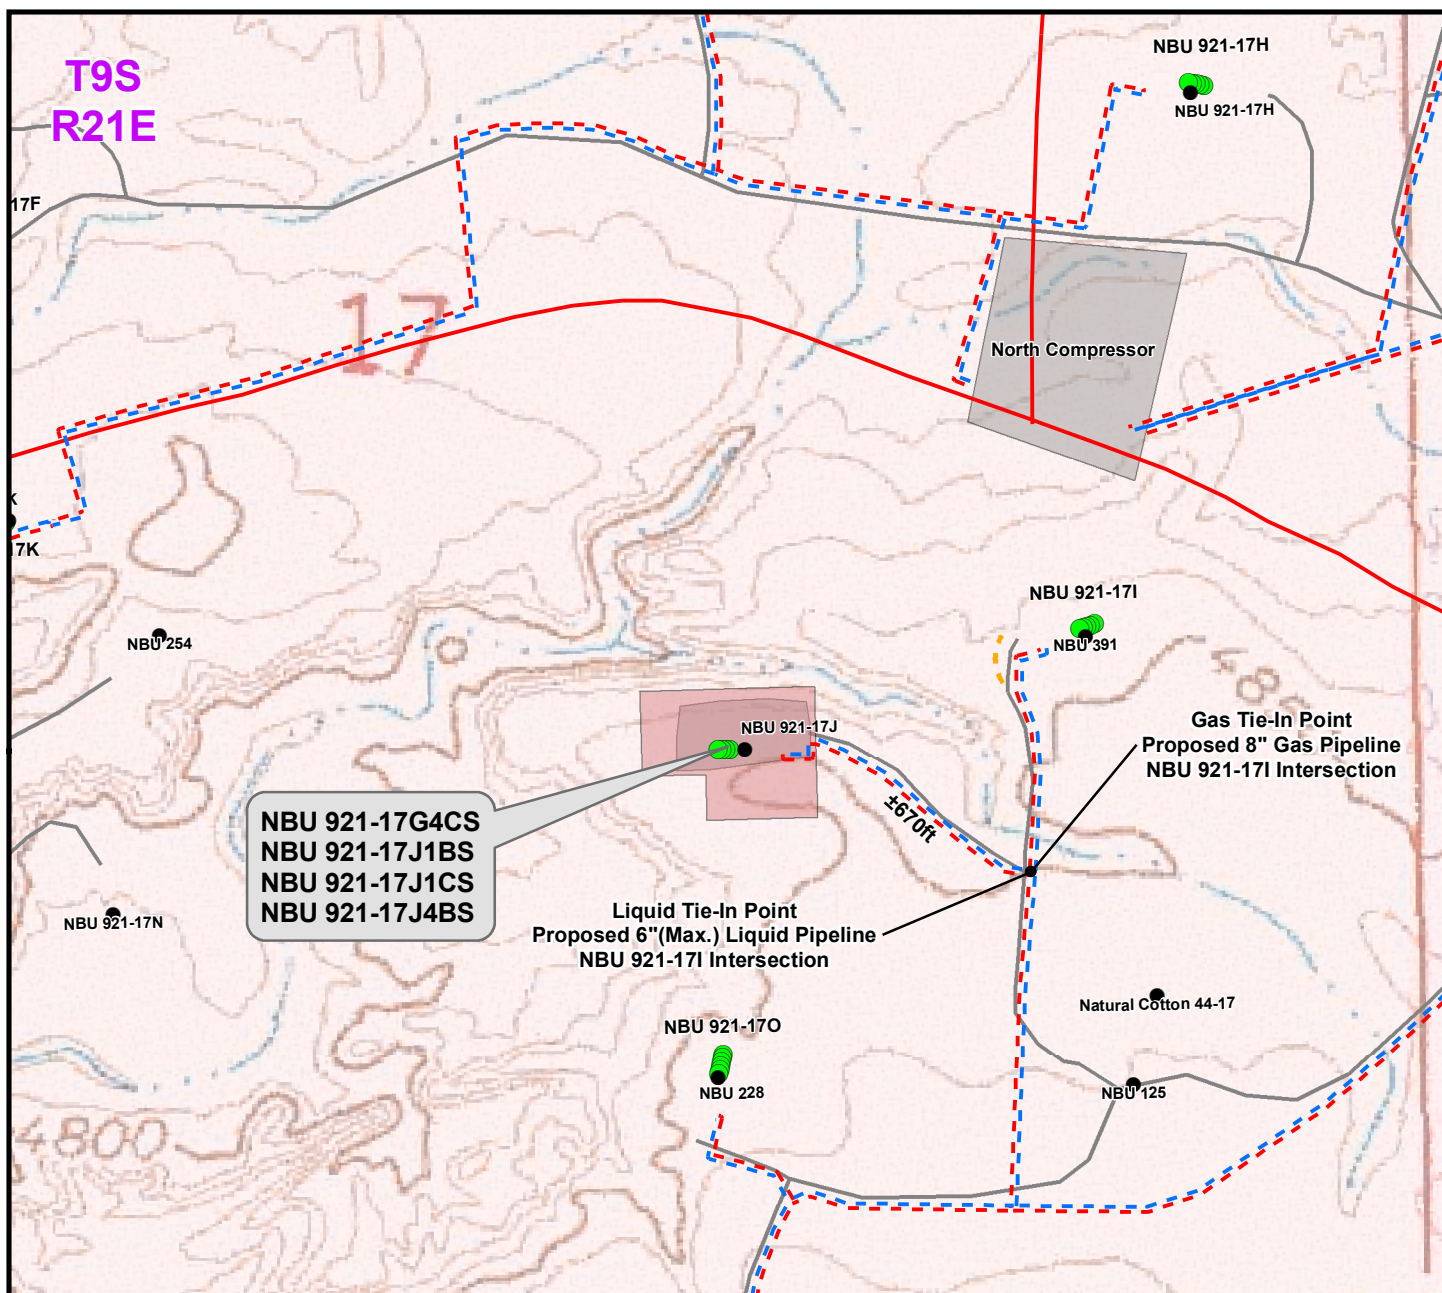 T9S
R21E
NBU 921-17H
NBU 921-17H
17F
17
North Compressor
K
17K
NBU 254
NBU 921-17I
NBU 391
NBU 921-17J
Gas Tie-In Point
Proposed 8" Gas Pipeline
NBU 921-17I Intersection
±670ft
NBU 921-17G4CS
NBU 921-17J1BS
NBU 921-17J1CS
NBU 921-17J4BS
NBU 921-17N
Liquid Tie-In Point
Proposed 6"(Max.) Liquid Pipeline
NBU 921-17I Intersection
Natural Cotton 44-17
NBU 921-17O
NBU 228
NBU 125
4800